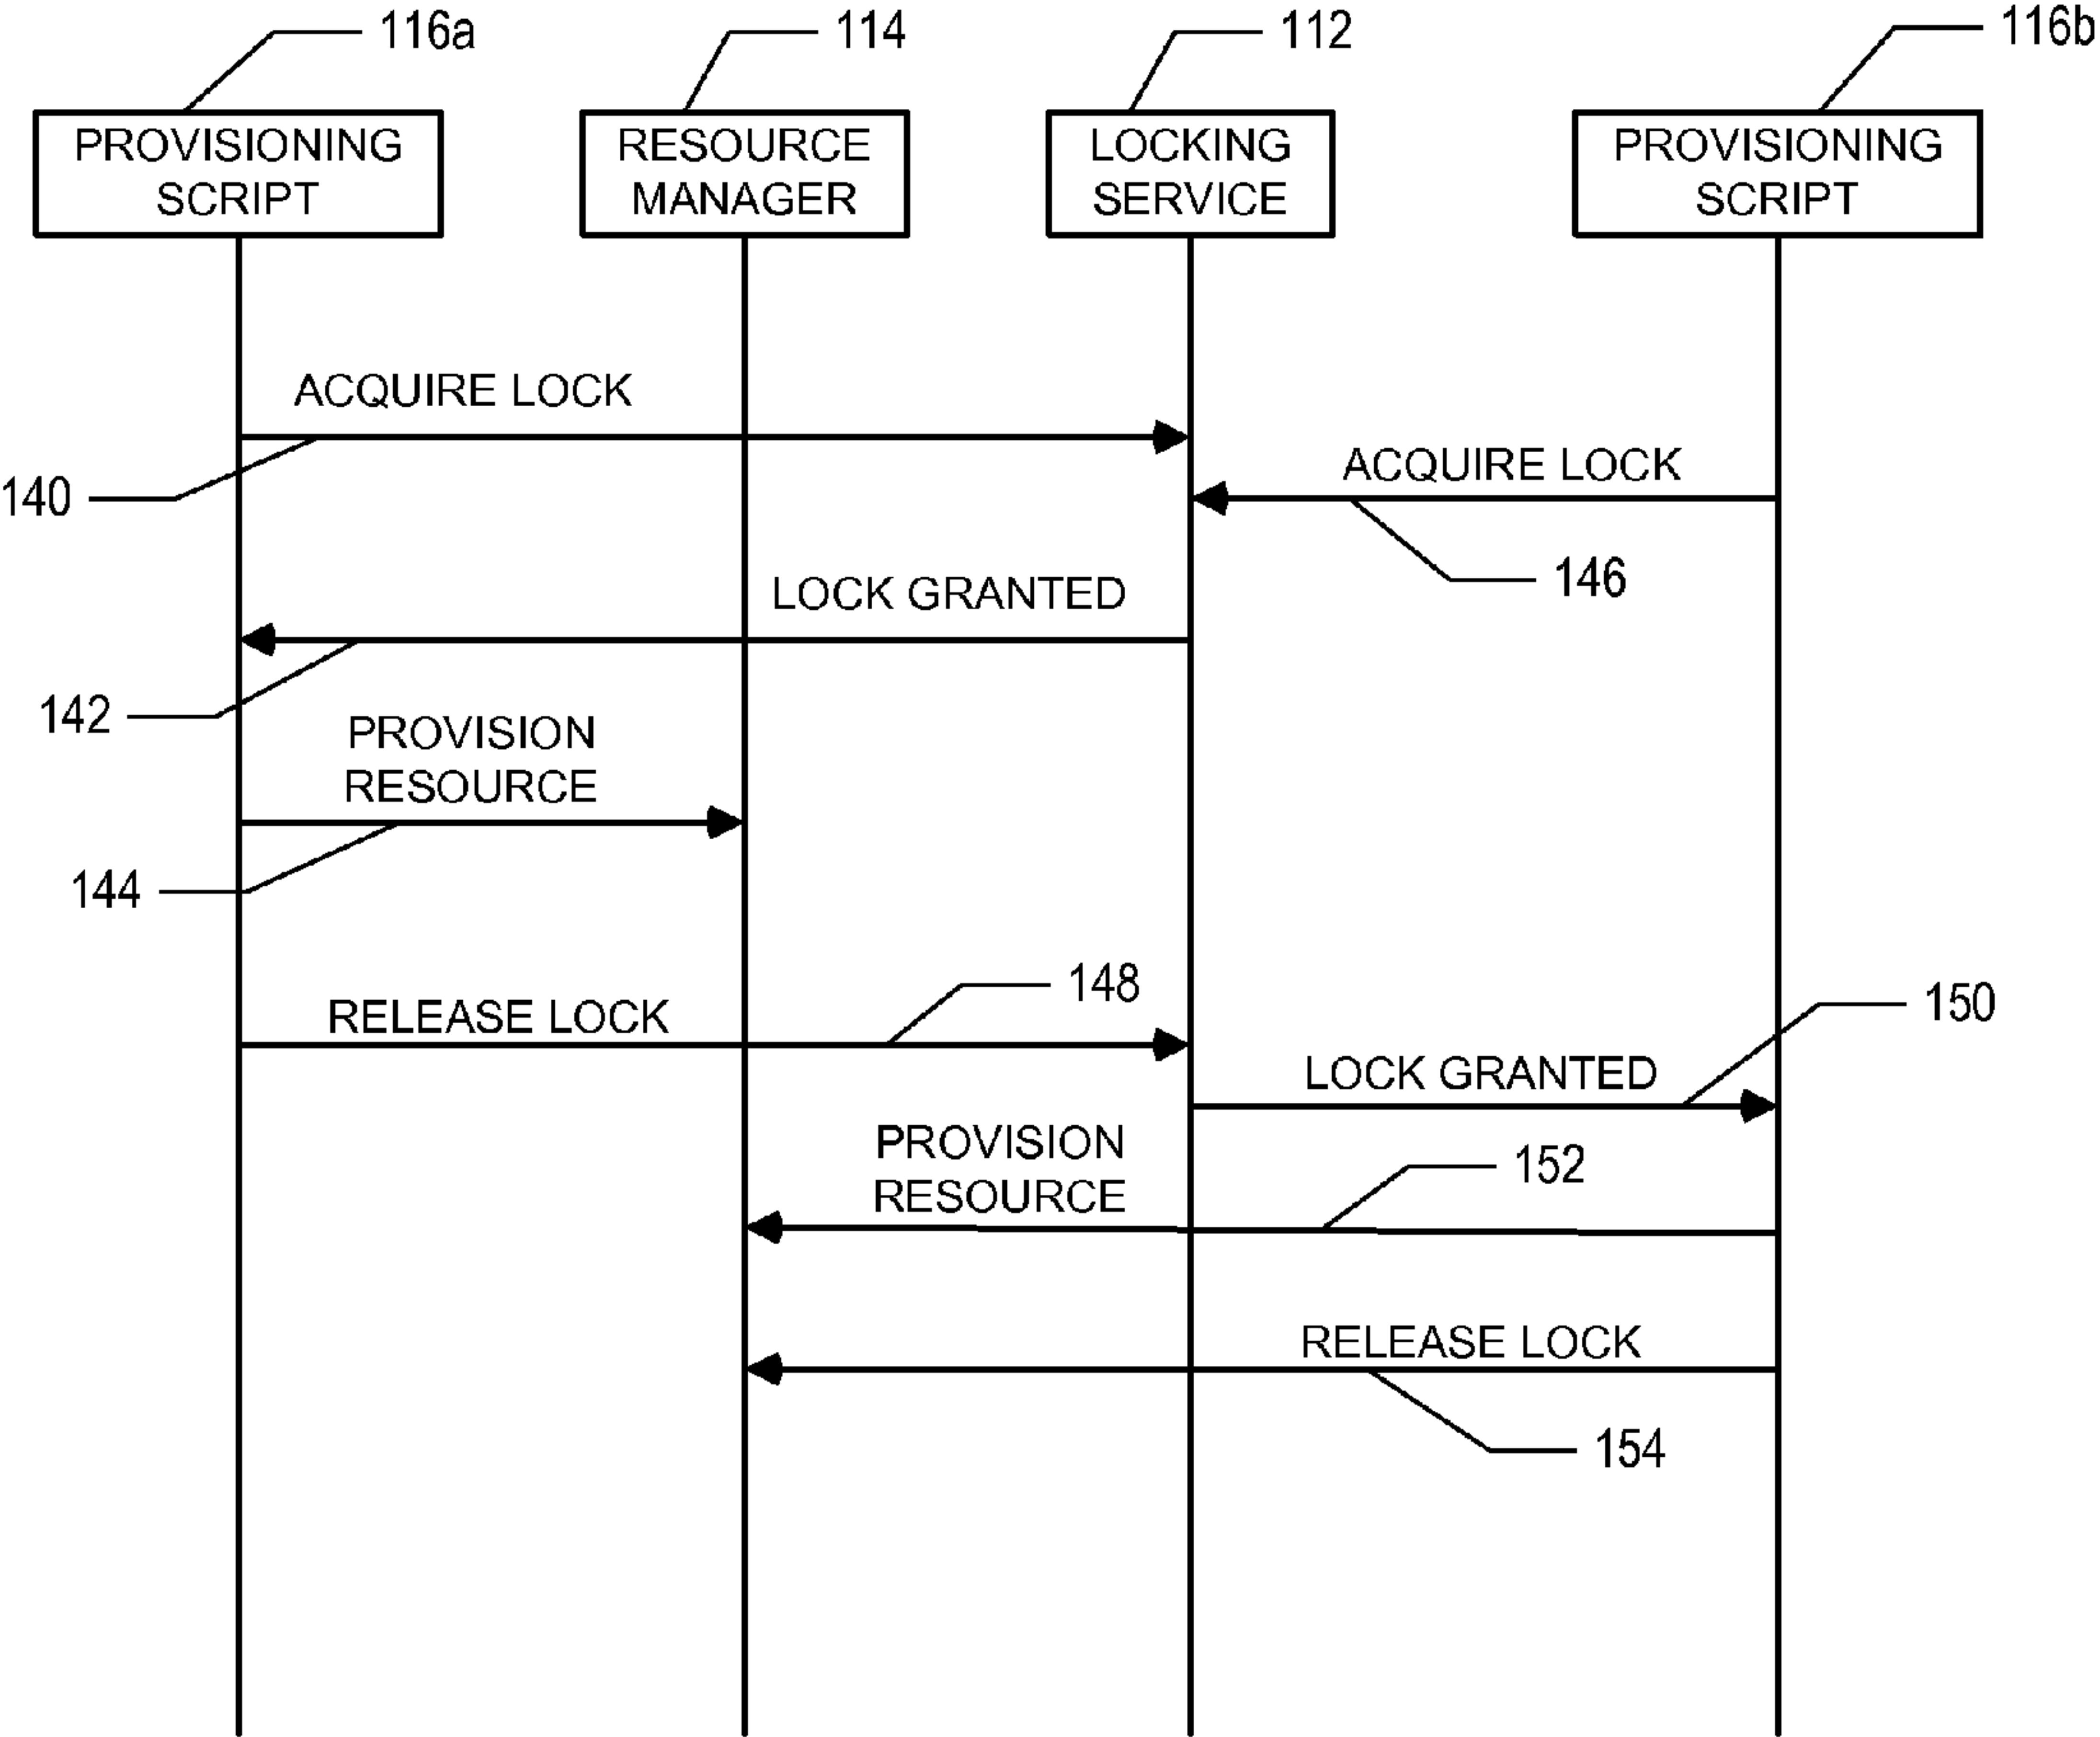 116a
114
112
116b
PROVISIONING
SCRIPT
RESOURCE
MANAGER
LOCKING
SERVICE
PROVISIONING
SCRIPT
ACQUIRE LOCK
140
ACQUIRE LOCK
146
LOCK GRANTED
142
PROVISION
RESOURCE
144
RELEASE LOCK
148
150
LOCK GRANTED
PROVISION
RESOURCE
152
RELEASE LOCK
154